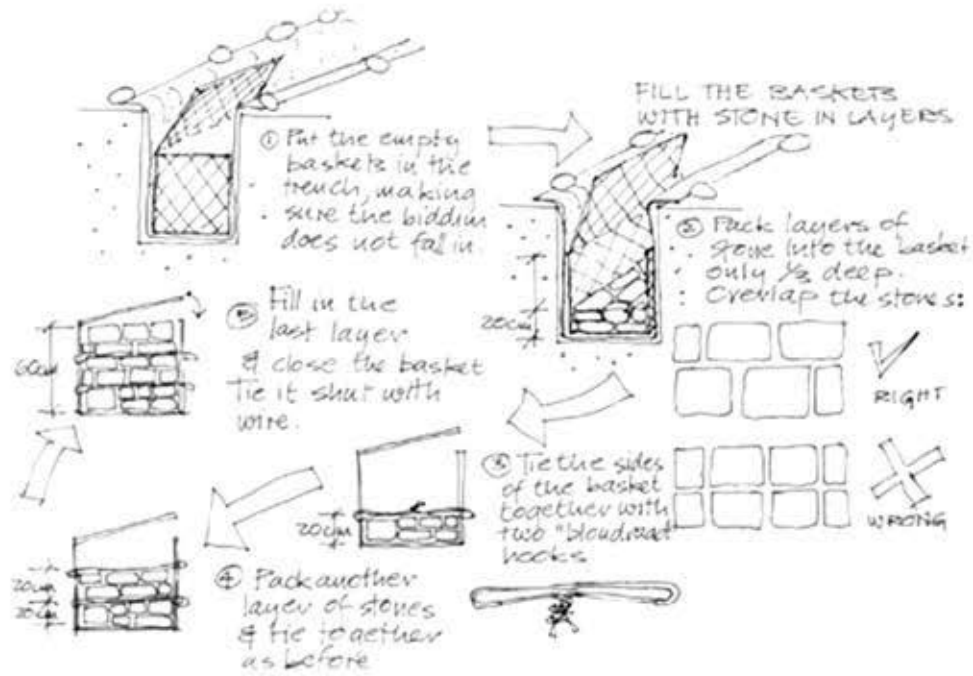 ① Put the empty
baskets in the
trench, making
sure the biddim
does not fall in.
FILL THE BASKETS
WITH STONE IN LAYERS
② Pack layers of
stone into the basket
only ⅓ deep.
Overlap the stones:
20cm
RIGHT
WRONG
③ Tie the sides
of the basket
together with
two "bloudraad"
hooks
20cm
④ Pack another
layer of stones
& tie together
as before
20cm
20cm
⑤ Fill in the
last layer
& close the basket
Tie it shut with
wire.
60cm